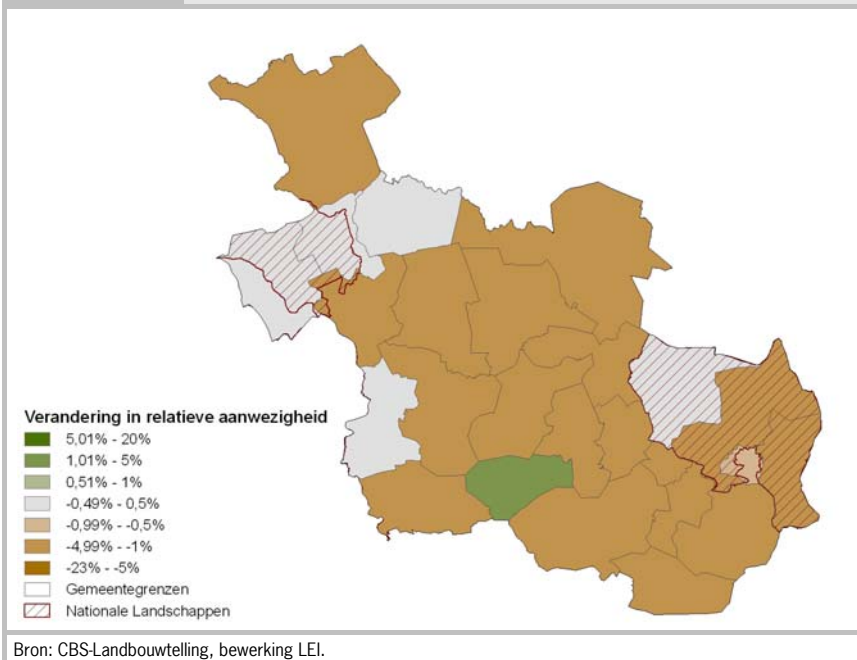 Verandering in relatieve aanwezigheid
5,01% - 20%
1,01% - 5%
0,51% - 1%
-0,49% - 0,5%
-0,99% - -0,5%
-4,99% - -1%
-23% - -5%
Gemeentegrenzen
Nationale Landschappen
Bron: CBS-Landbouwtelling, bewerking LEI.